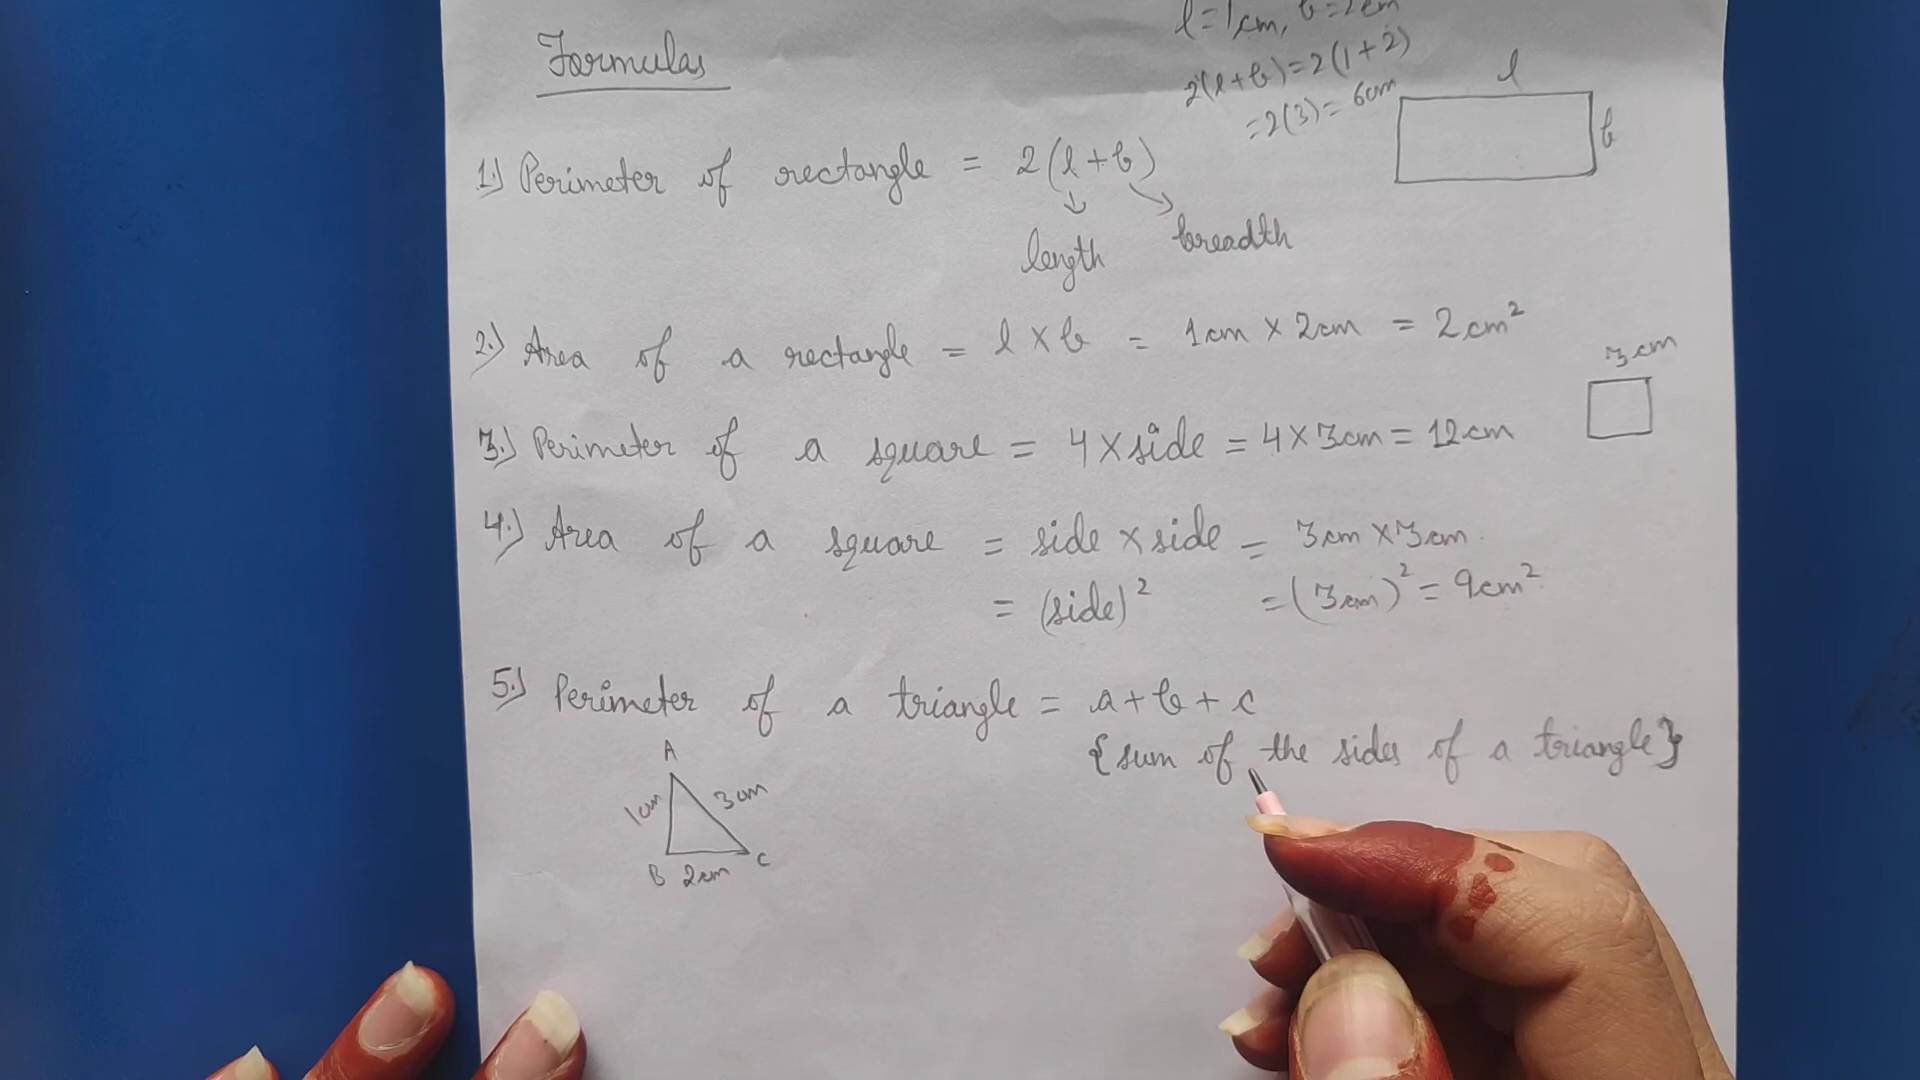 l=1cm, b=2cm
Formulas
2(l+b)=2(1+2)
=2(3)=6cm
l
b
1.) Perimeter of rectangle = 2(l+b)
length
breadth
2.) Area of a rectangle = l×b = 1cm × 2cm = 2cm²
3cm
3.) Perimeter of a square = 4×side = 4×3cm = 12cm
4.) Area of a square = side × side = 3cm × 3cm
= (side)² = (3cm)² = 9cm²
5.) Perimeter of a triangle = a+b+c
{sum of the sides of a triangle}
A
1cm 3cm
B 2cm C